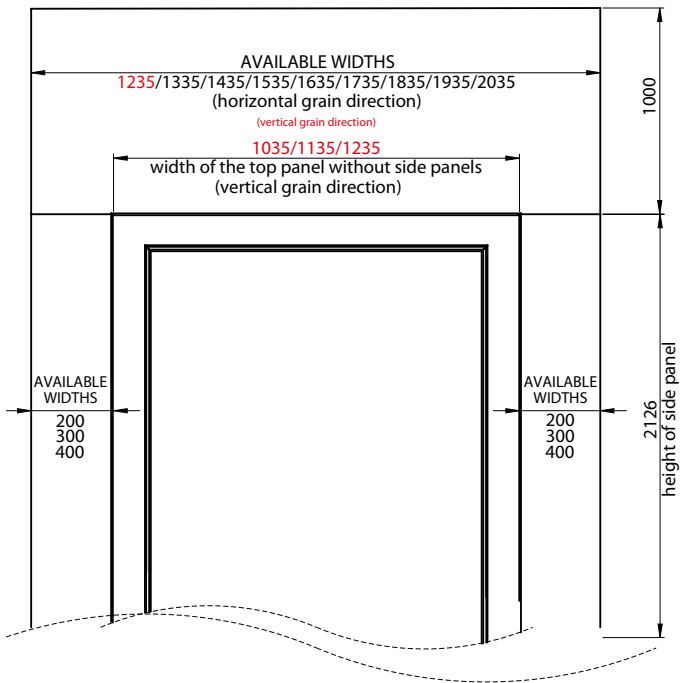 AVAILABLE WIDTHS
1235/1335/1435/1535/1635/1735/1835/1935/2035
(horizontal grain direction)
(vertical grain direction)
1035/1135/1235
width of the top panel without side panels
(vertical grain direction)
1000
AVAILABLE
WIDTHS
200
300
400
AVAILABLE
WIDTHS
200
300
400
2126
height of side panel